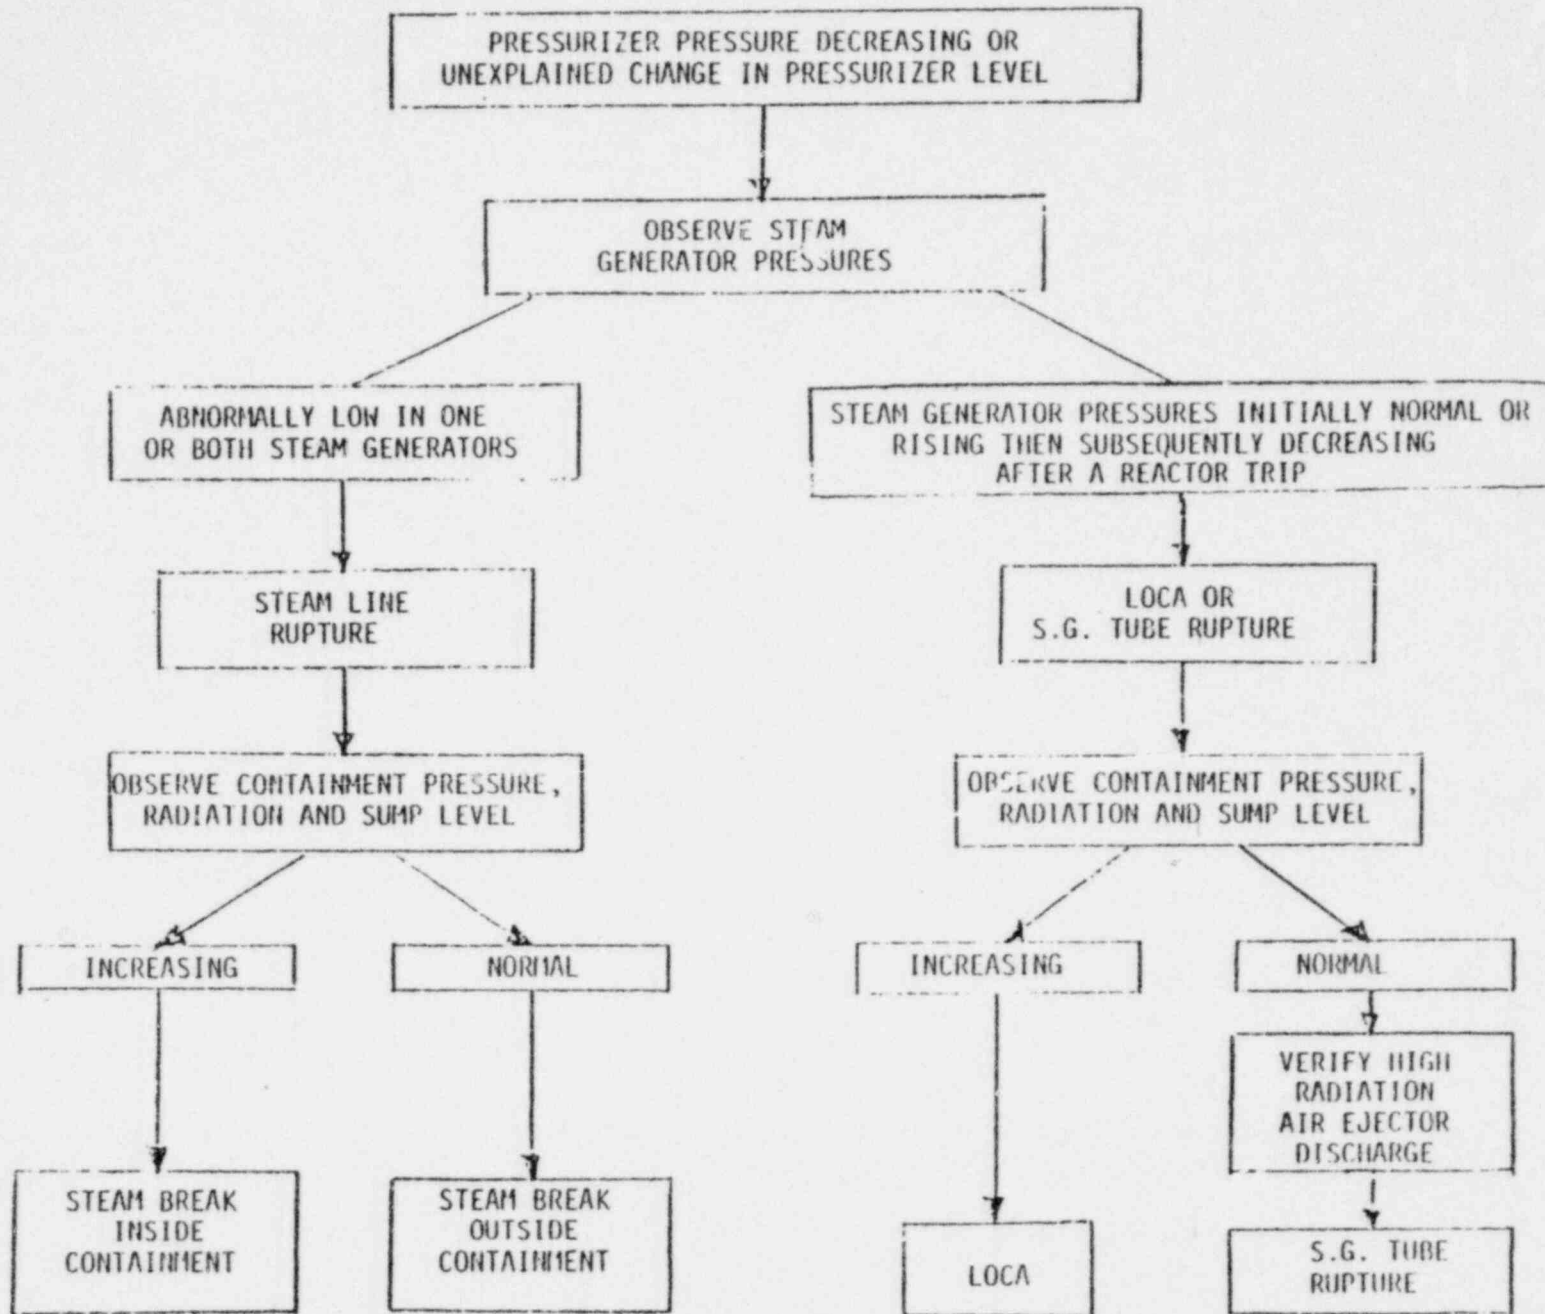 PRESSURIZER PRESSURE DECREASING OR
UNEXPLAINED CHANGE IN PRESSURIZER LEVEL
OBSERVE STEAM
GENERATOR PRESSURES
ABNORMALLY LOW IN ONE
OR BOTH STEAM GENERATORS
STEAM GENERATOR PRESSURES INITIALLY NORMAL OR
RISING THEN SUBSEQUENTLY DECREASING
AFTER A REACTOR TRIP
STEAM LINE
RUPTURE
LOCA OR
S.G. TUBE RUPTURE
OBSERVE CONTAINMENT PRESSURE,
RADIATION AND SUMP LEVEL
OBSERVE CONTAINMENT PRESSURE,
RADIATION AND SUMP LEVEL
INCREASING
NORMAL
INCREASING
NORMAL
VERIFY HIGH
RADIATION
AIR EJECTOR
DISCHARGE
STEAM BREAK
INSIDE
CONTAINMENT
STEAM BREAK
OUTSIDE
CONTAINMENT
LOCA
S.G. TUBE
RUPTURE